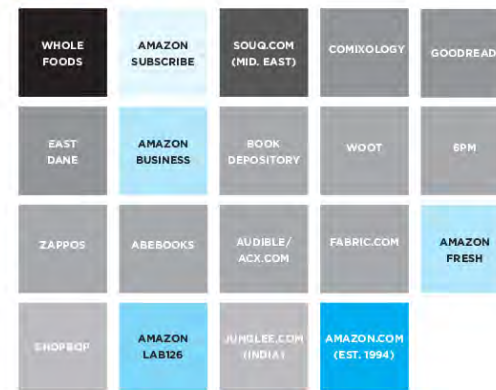 WHOLE
FOODS
AMAZON
SUBSCRIBE
SOUQ.COM
(MID. EAST)
COMIXOLOGY
GOODREAD
EAST
DANE
AMAZON
BUSINESS
BOOK
DEPOSITORY
WOOT
6PM
ZAPPOS
ABEBOOKS
AUDIBLE/
ACX.COM
FABRIC.COM
AMAZON
FRESH
SHOPBOP
AMAZON
LAB126
JUNGLEE.COM
(INDIA)
AMAZON.COM
(EST. 1994)